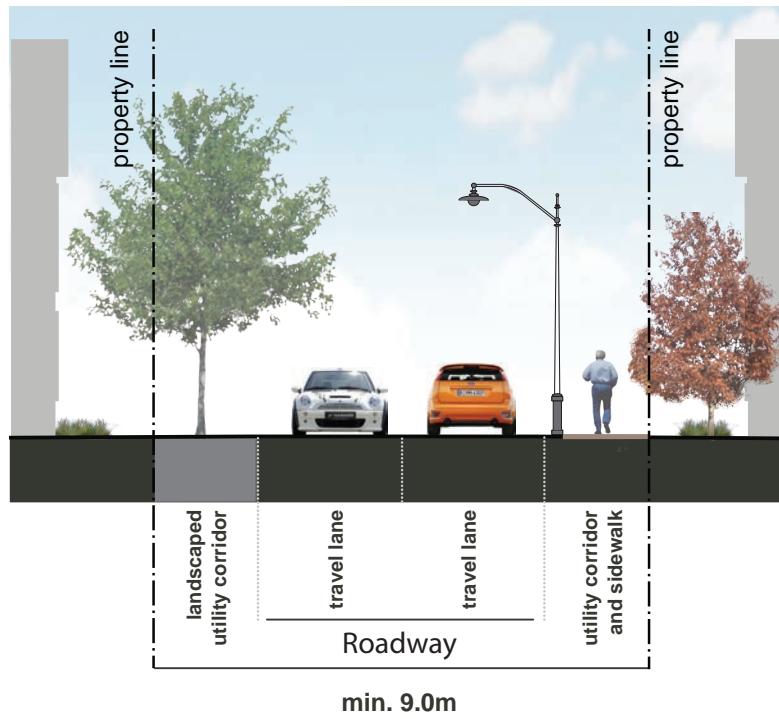 property line
property line
landscaped
utility corridor
travel lane
travel lane
utility corridor
and sidewalk
Roadway
min. 9.0m